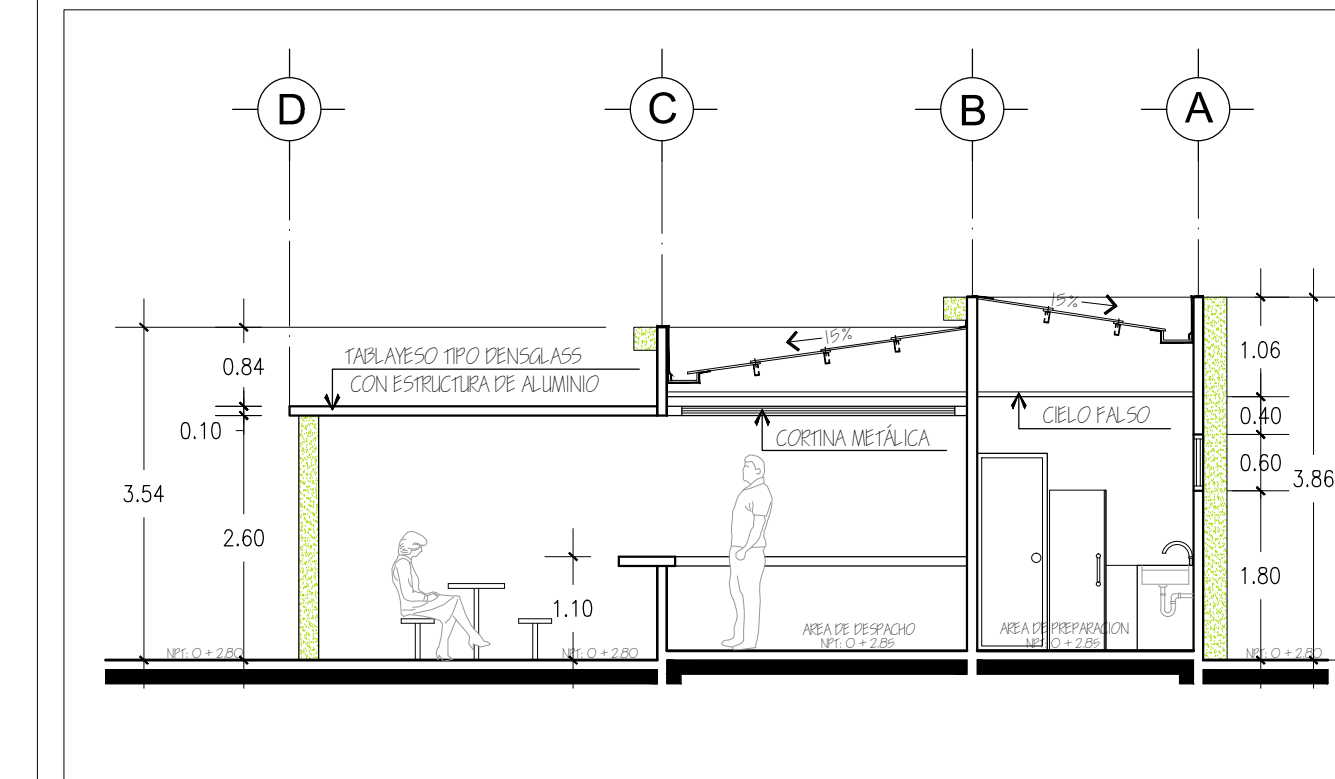 D
C
B
A
15%
15%
0.84
TABLAYESO TIPO DENSGLASS
CON ESTRUCTURA DE ALUMINIO
1.06
0.10
CORTINA METÁLICA
CIELO FALSO
0.40
0.60
3.86
3.54
2.60
1.10
1.80
AREA DE DESPACHO
NPT: 0 + 2.85
AREA DE PREPARACION
NPT: 0 + 2.85
NPT: 0 + 2.80
NPT: 0 + 2.80
NPT: 0 + 2.80